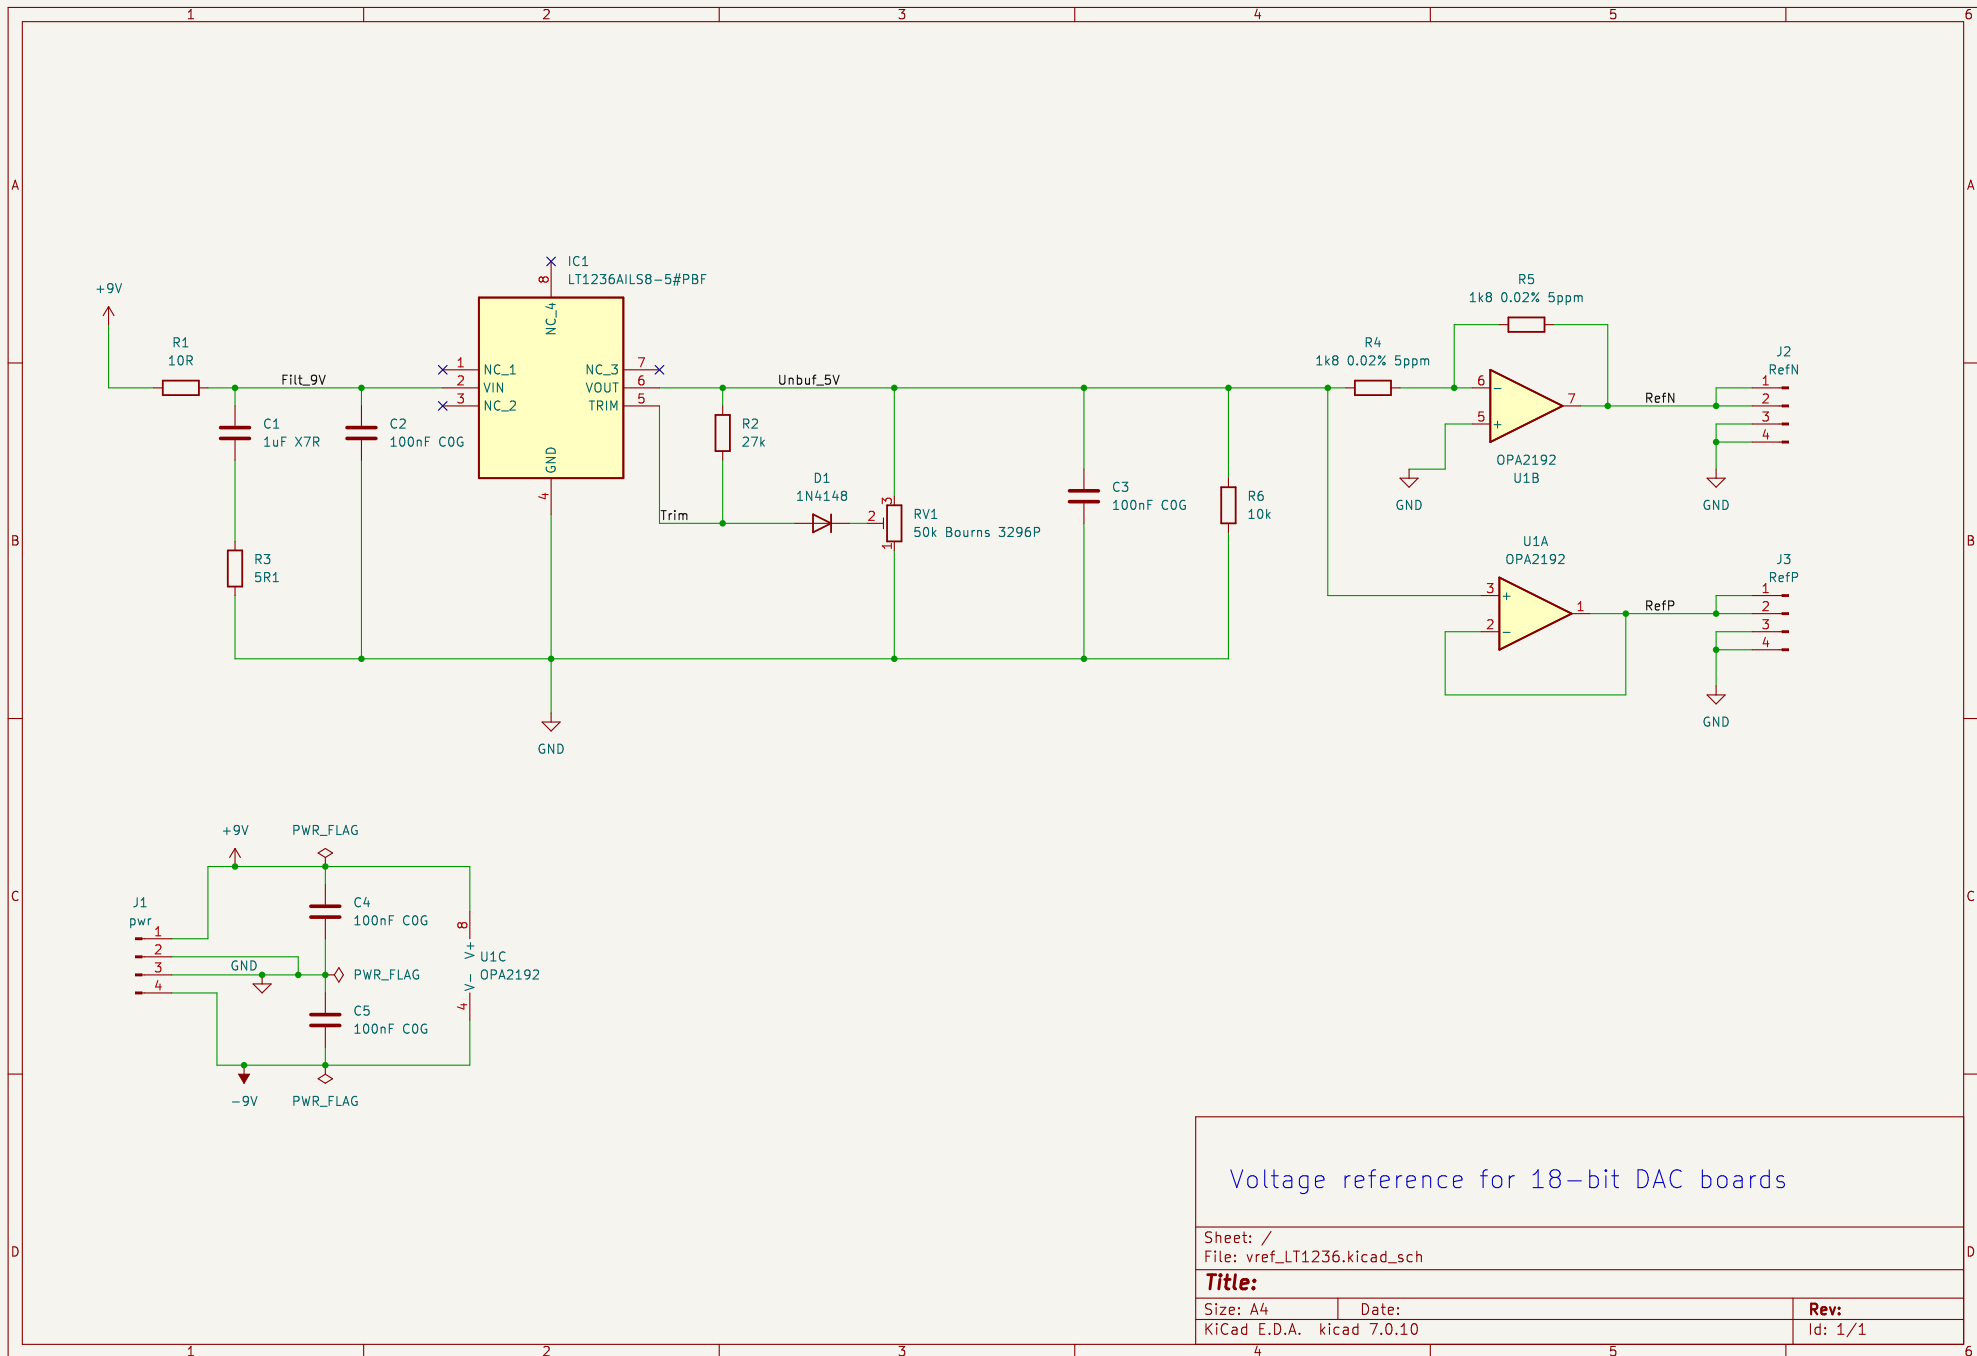 1 2 3 4 5 6
A A
IC1
LT1236AILS8-5#PBF
8
NC_4
+9V
R1
10R
Filt_9V
1 NC_1
2 VIN
3 NC_2
NC_3 7
VOUT 6
TRIM 5
GND
4
Unbuf_5V
C1
1uF X7R
C2
100nF C0G
R2
27k
D1
1N4148
Trim
2
3
1
RV1
50k Bourns 3296P
C3
100nF C0G
R6
10k
R3
5R1
GND
R5
1k8 0.02% 5ppm
R4
1k8 0.02% 5ppm
6 −
5 +
7
OPA2192
U1B
GND
RefN
J2
RefN
1
2
3
4
GND
B B
U1A
OPA2192
3 +
2 −
1
RefP
J3
RefP
1
2
3
4
GND
+9V
PWR_FLAG
J1
pwr
1
2
3
4
GND
C4
100nF C0G
PWR_FLAG
C5
100nF C0G
8
V+
V-
4
U1C
OPA2192
−9V
PWR_FLAG
C C
Voltage reference for 18-bit DAC boards
Sheet: /
File: vref_LT1236.kicad_sch
Title:
Size: A4 Date: Rev:
KiCad E.D.A. kicad 7.0.10 Id: 1/1
D D
1 2 3 4 5 6